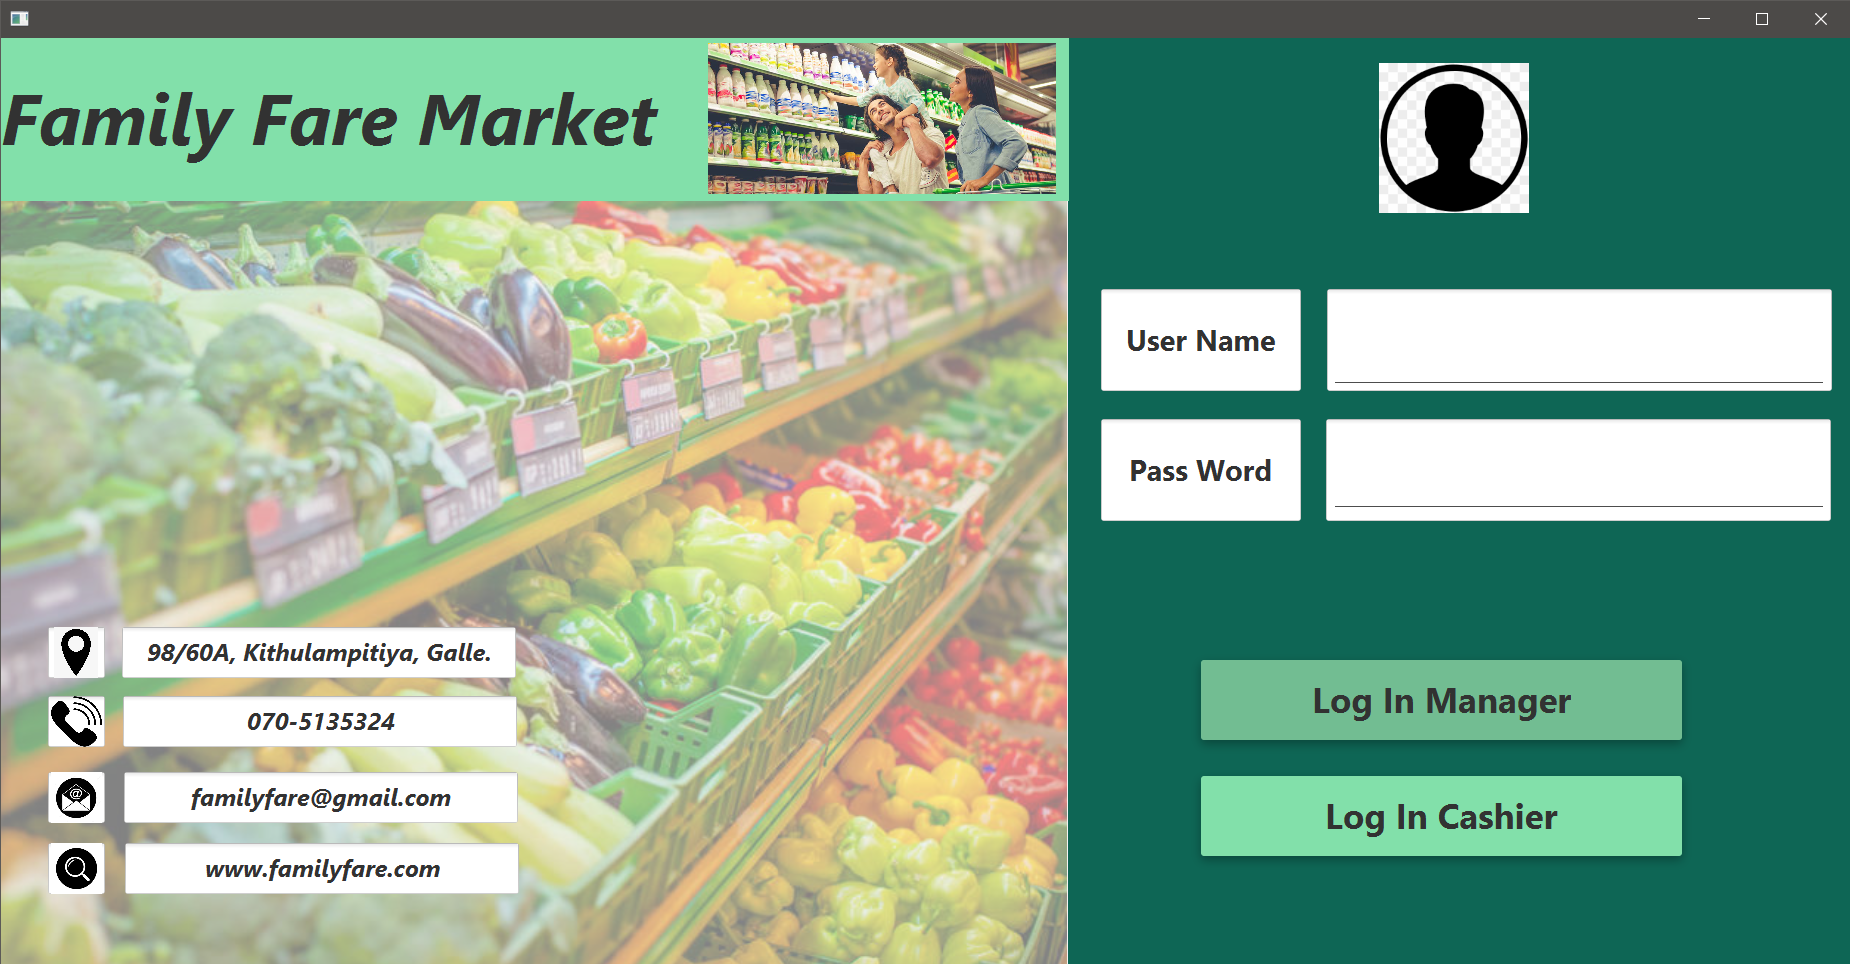 Family Fare Market
User Name
Pass Word
98/60A, Kithulampitiya, Galle.
070-5135324
familyfare@gmail.com
www.familyfare.com
Log In Manager
Log In Cashier